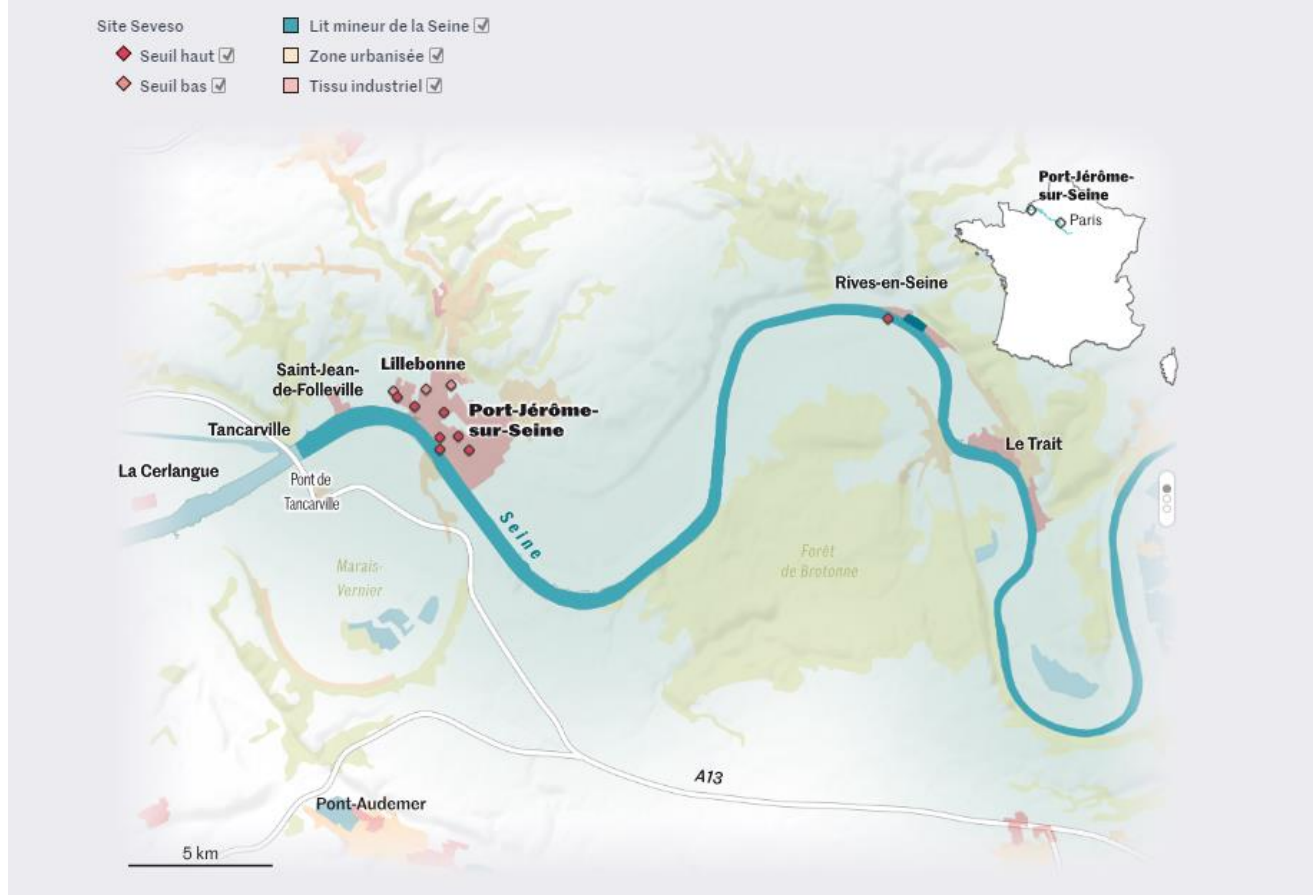 Site Seveso
Seuil haut
Seuil bas
Lit mineur de la Seine
Zone urbanisée
Tissu industriel
Port-Jérôme-
sur-Seine
Paris
Rives-en-Seine
Saint-Jean-
de-Folleville
Lillebonne
Port-Jérôme-
sur-Seine
Tancarville
Le Trait
La Cerlangue
Pont de
Tancarville
Seine
Forêt
de Brotonne
Marais-
Vernier
A13
Pont-Audemer
5 km